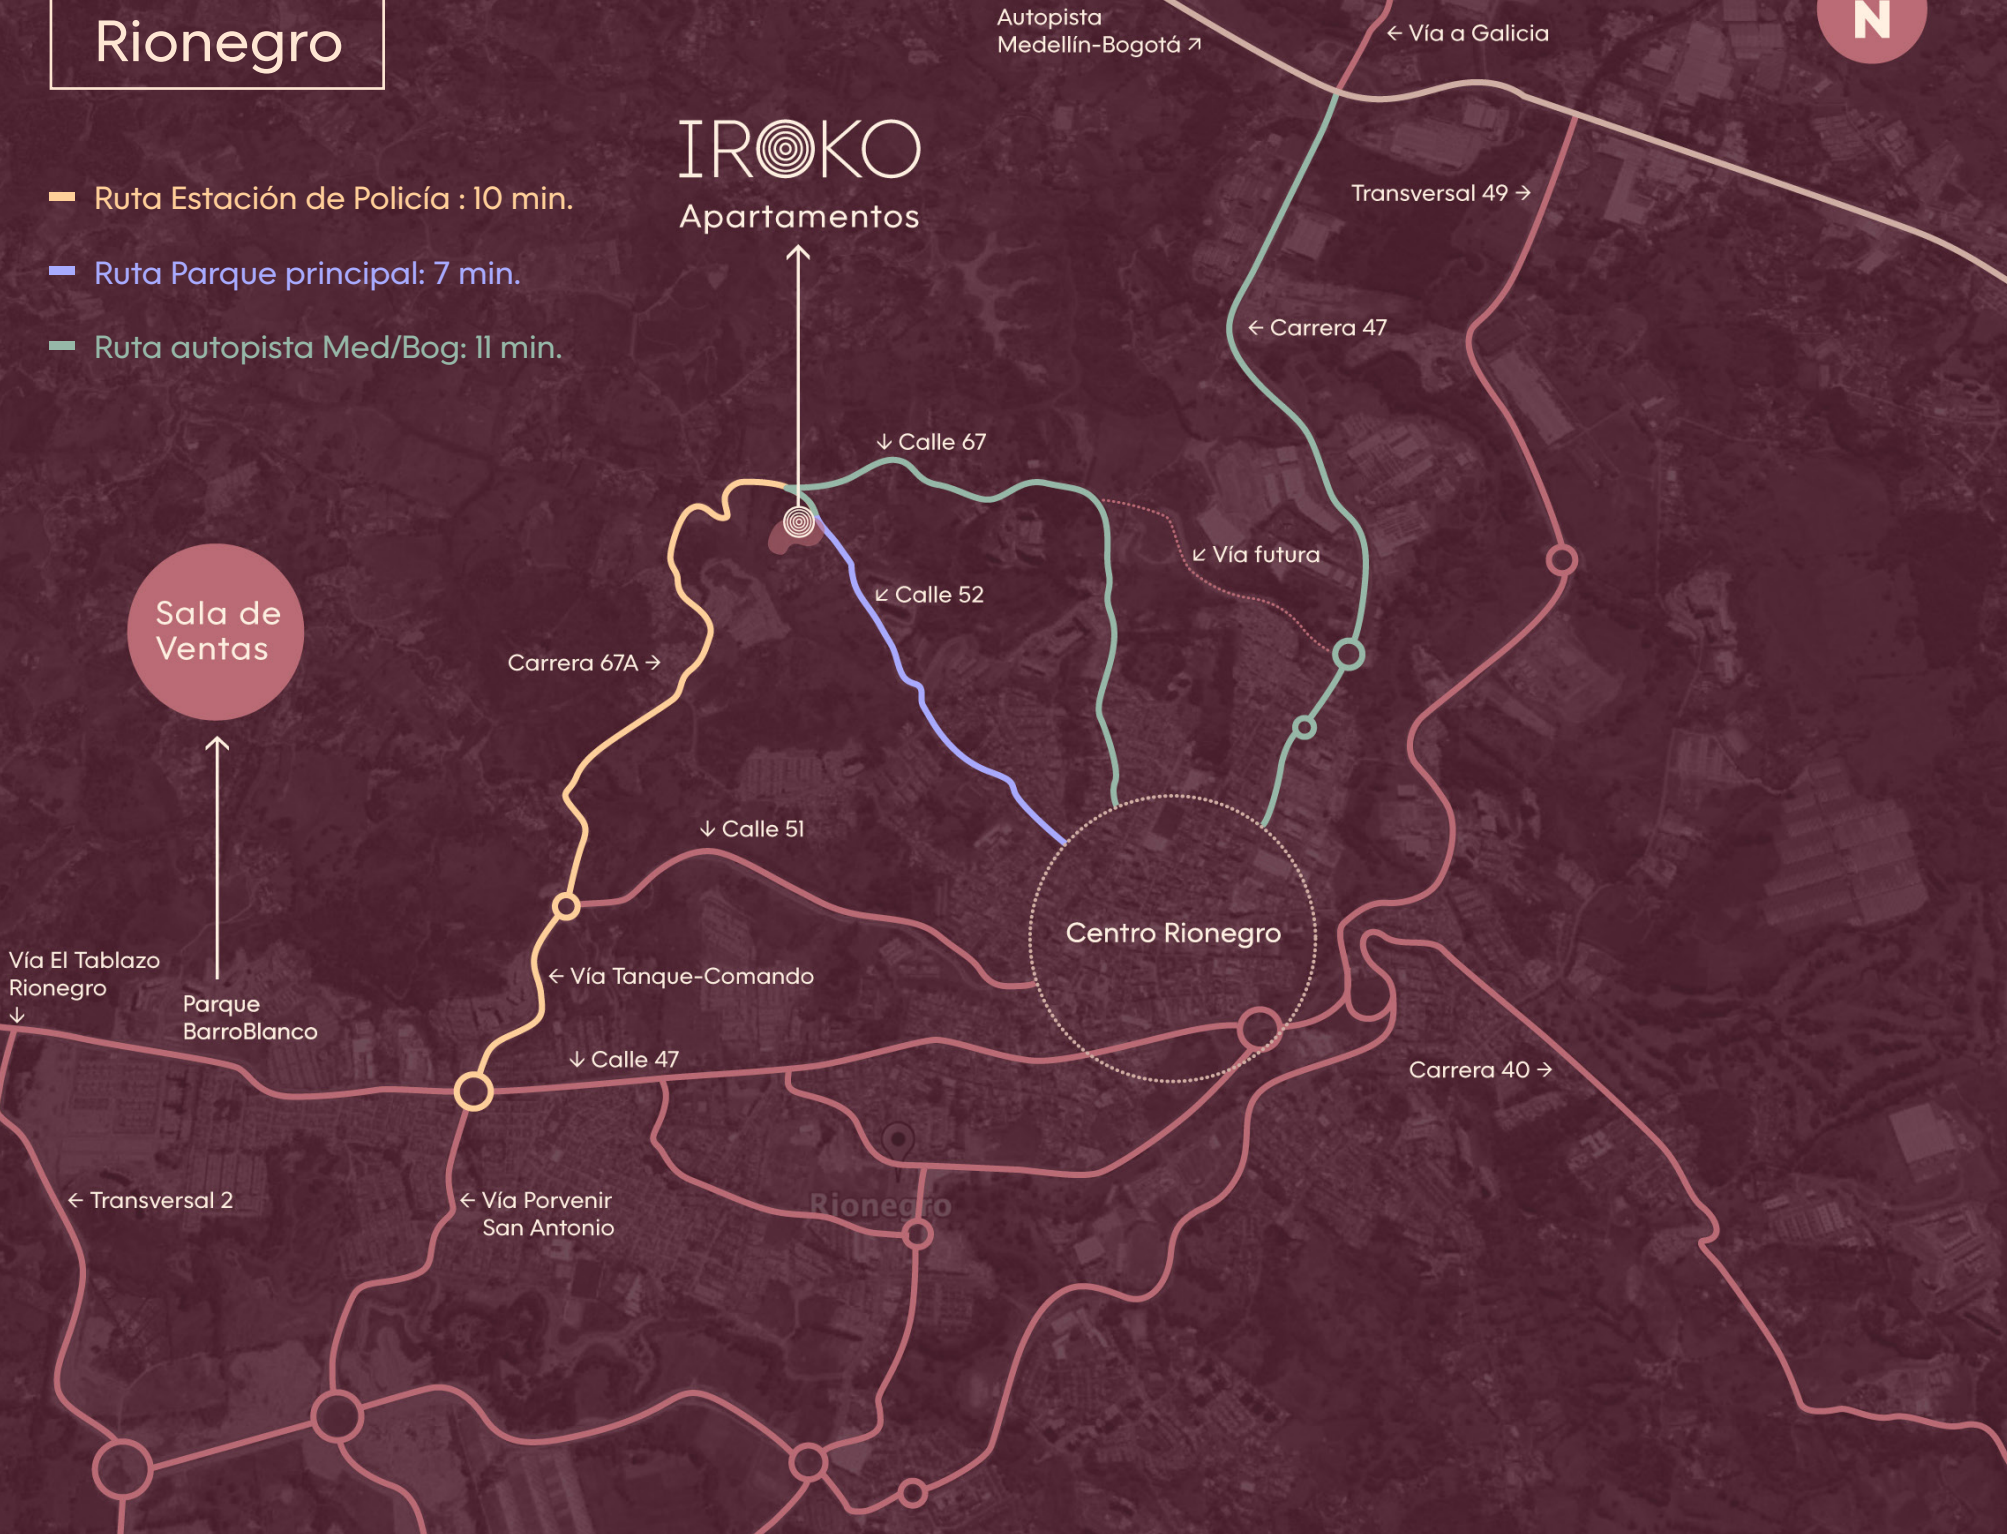 Rionegro
Autopista
Medellín-Bogotá ↗
← Vía a Galicia
N
IROKO
Apartamentos
Ruta Estación de Policía : 10 min.
Ruta Parque principal: 7 min.
Ruta autopista Med/Bog: 11 min.
Transversal 49 →
← Carrera 47
↓ Calle 67
↙ Vía futura
↙ Calle 52
Sala de
Ventas
Carrera 67A →
↓ Calle 51
Centro Rionegro
Vía El Tablazo
Rionegro
↓
Parque
BarroBlanco
← Vía Tanque-Comando
↓ Calle 47
Carrera 40 →
← Transversal 2
← Vía Porvenir
San Antonio
Rionegro